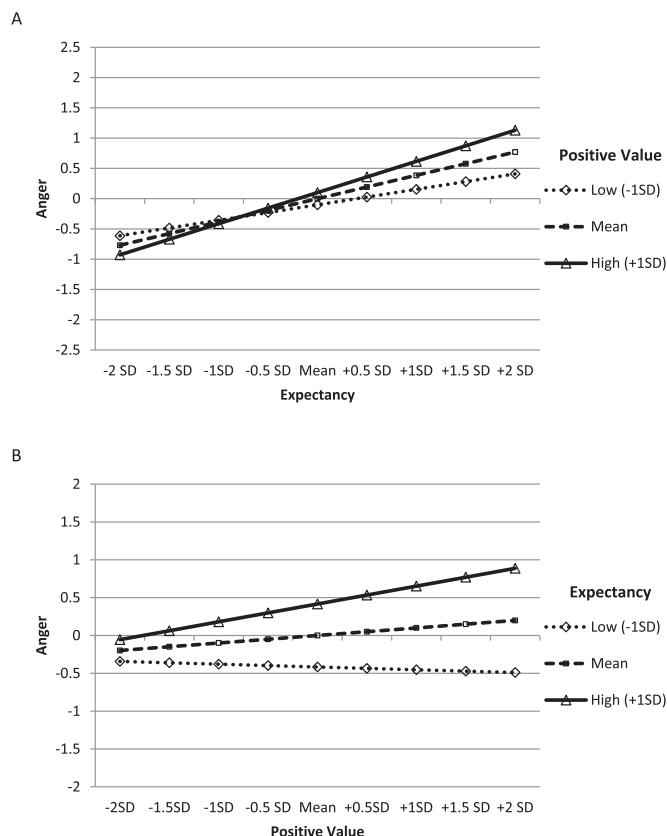 A
2.5
2
1.5
1
0.5
0
-0.5
-1
-1.5
-2
-2.5
Anger
-2 SD -1.5 SD -1SD -0.5 SD Mean +0.5 SD +1SD +1.5 SD +2 SD
Expectancy
Positive Value
Low (-1SD)
Mean
High (+1SD)
B
2
1.5
1
0.5
0
-0.5
-1
-1.5
-2
Anger
-2SD -1.5SD -1SD -0.5 SD Mean +0.5SD +1SD +1.5 SD +2 SD
Positive Value
Expectancy
Low (-1SD)
Mean
High (+1SD)